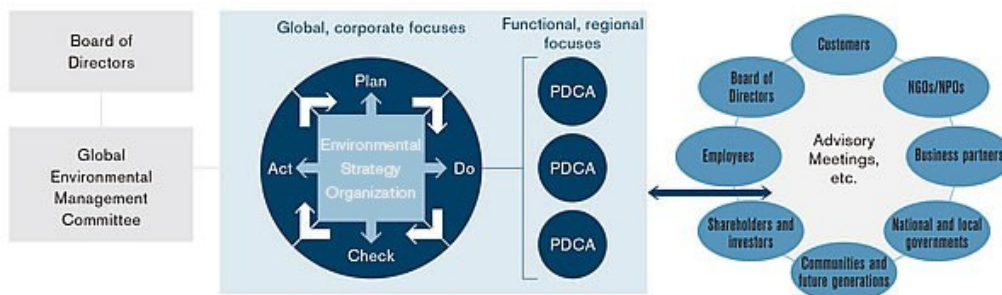 Board of
Directors
Global
Environmental
Management
Committee
Global, corporate focuses
Plan
Act
Environmental
Strategy
Organization
Do
Check
Functional, regional
focuses
PDCA
PDCA
PDCA
Customers
Board of
Directors
NGOs/NPOs
Employees
Advisory
Meetings,
etc.
Business partners
Shareholders and
investors
National and local
governments
Communities and
future generations